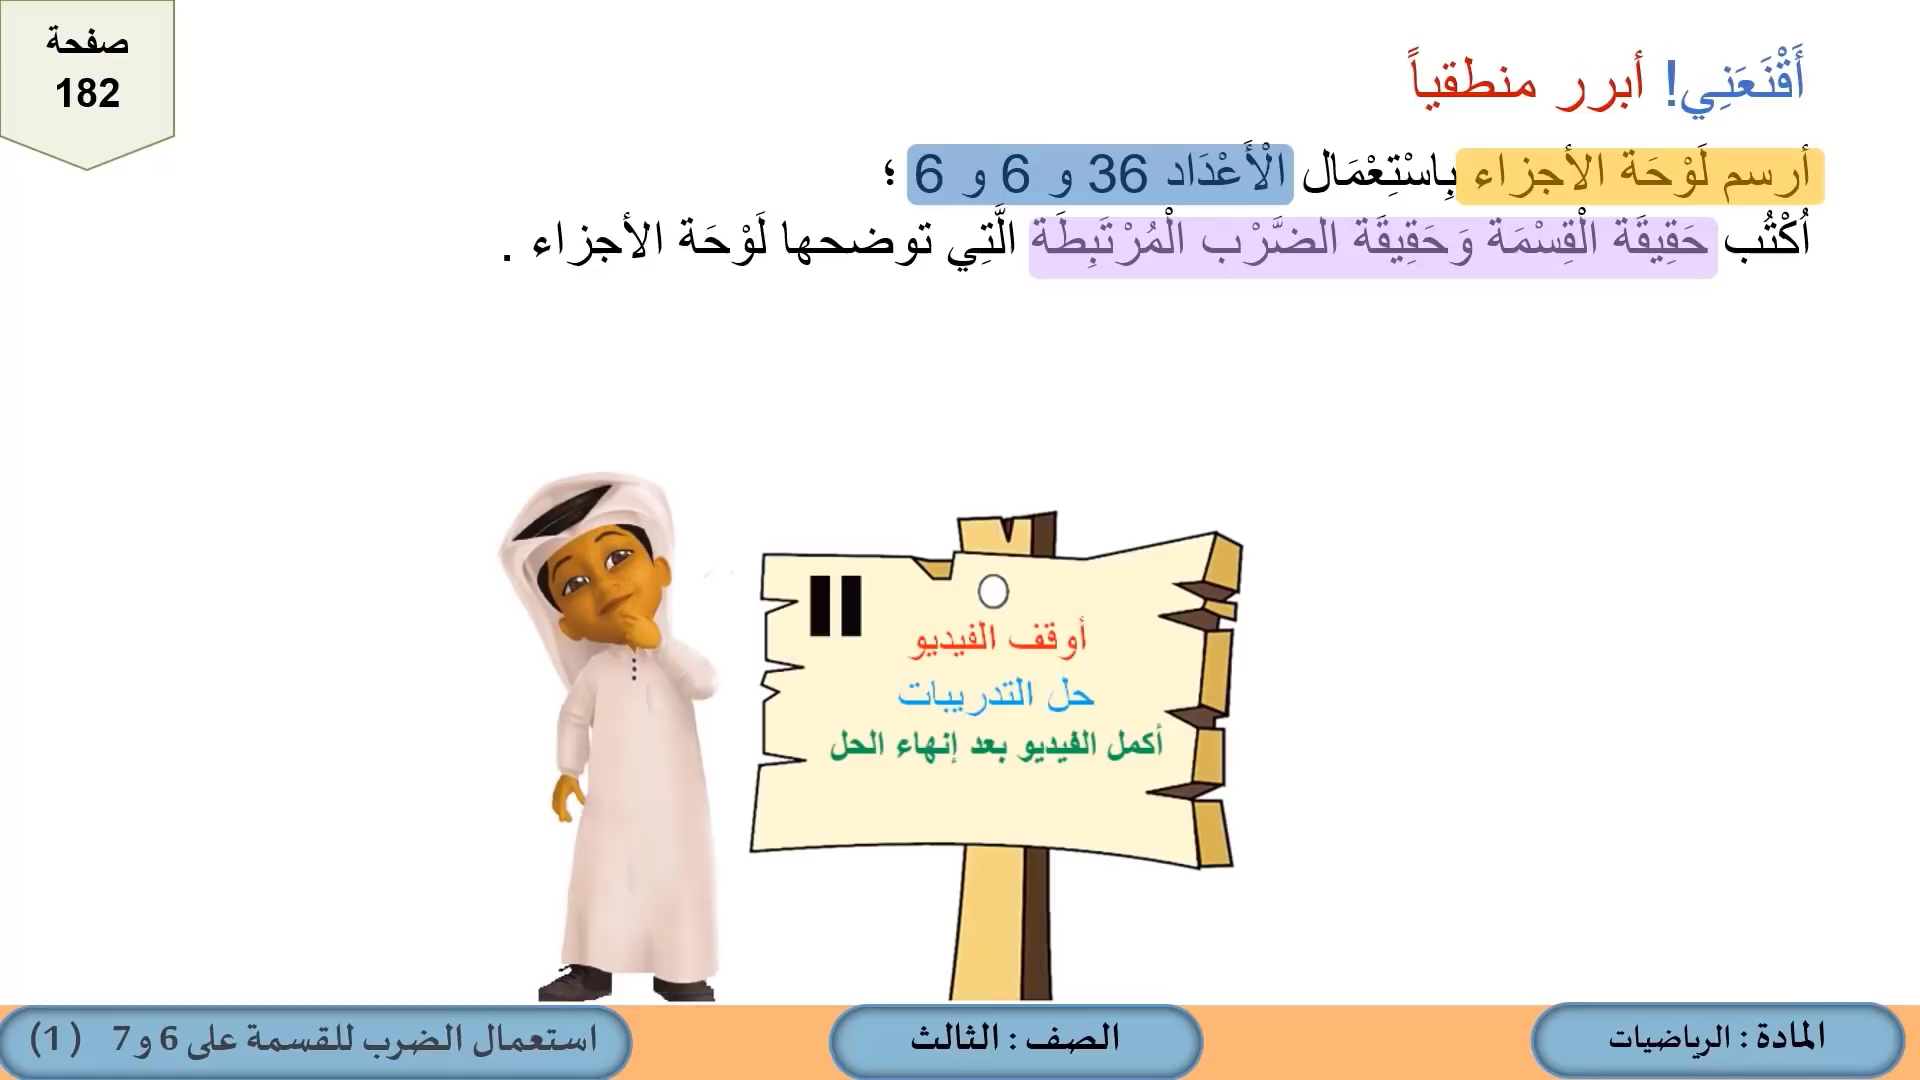 صفحة
182
أَقْنَعَنِي! أبرر منطقياً
أرسم لَوْحَة الأجزاء بِاسْتِعْمَال الْأَعْدَاد 36 و 6 و 6 ؛
اُكْتُب حَقِيقَة الْقِسْمَة وَحَقِيقَة الضَّرْب الْمُرْتَبِطَة الَّتِي توضحها لَوْحَة الأجزاء .
أوقف الفيديو
حل التدريبات
أكمل الفيديو بعد إنهاء الحل
المادة : الرياضيات
الصف : الثالث
استعمال الضرب للقسمة على 6 و 7 (1)